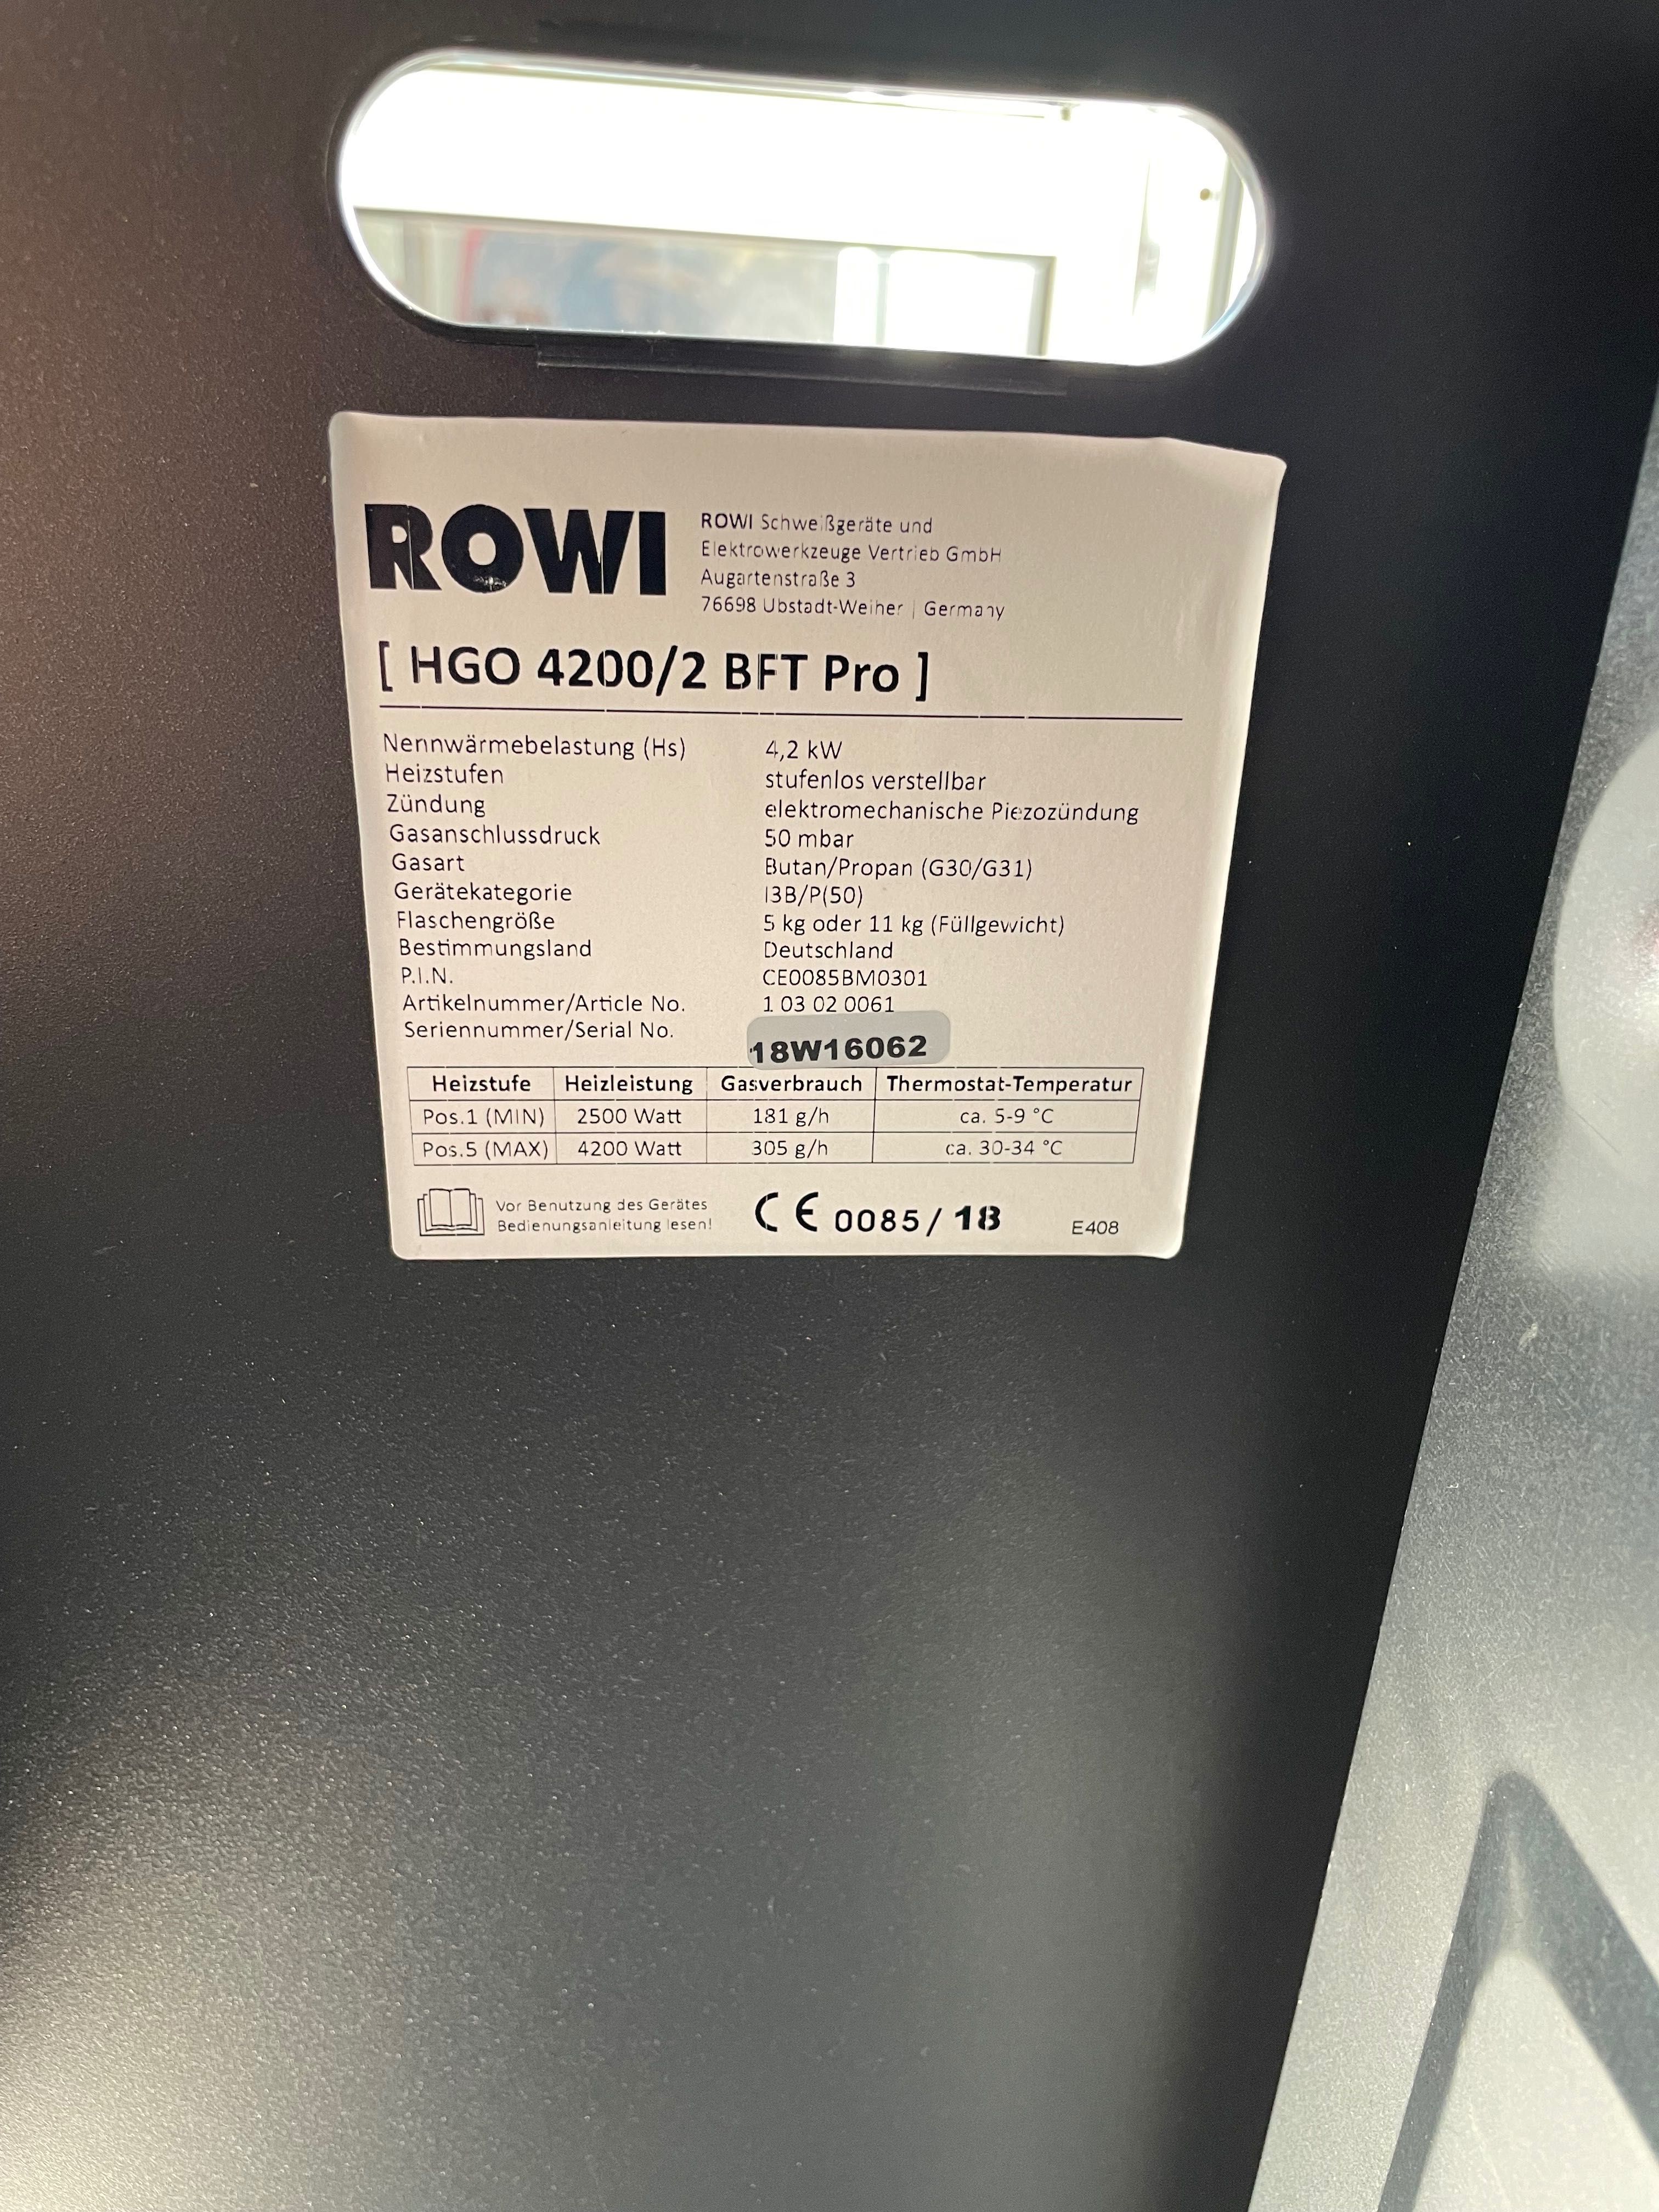 ROWI
ROWI Schweißgeräte und
Elektrowerkzeuge Vertrieb GmbH
Augartenstraße 3
76698 Ubstadt-Weiher | Germany
[ HGO 4200/2 BFT Pro ]
Nennwärmebelastung (Hs) 4,2 kW
Heizstufen stufenlos verstellbar
Zündung elektromechanische Piezozündung
Gasanschlussdruck 50 mbar
Gasart Butan/Propan (G30/G31)
Gerätekategorie I3B/P(50)
Flaschengröße 5 kg oder 11 kg (Füllgewicht)
Bestimmungsland Deutschland
P.I.N. CE0085BM0301
Artikelnummer/Article No. 1 03 02 0061
Seriennummer/Serial No. 18W16062
Heizstufe Heizleistung Gasverbrauch Thermostat-Temperatur
Pos.1 (MIN) 2500 Watt 181 g/h ca. 5-9 °C
Pos.5 (MAX) 4200 Watt 305 g/h ca. 30-34 °C
Vor Benutzung des Gerätes
Bedienungsanleitung lesen!
CE 0085/ 18
E408